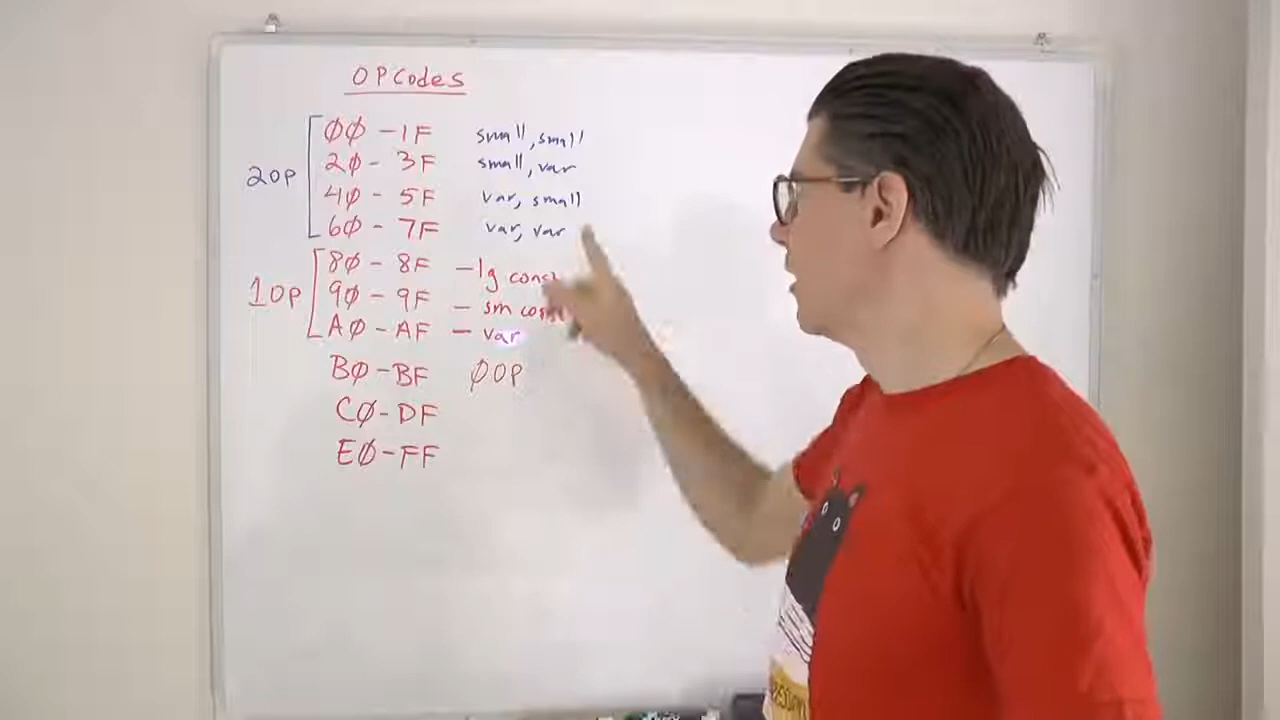 OPCodes
2OP
ØØ - 1F small, small
2Ø - 3F small, var
4Ø - 5F var, small
6Ø - 7F var, var
1OP
8Ø - 8F - lg const
9Ø - 9F - sm const
AØ - AF - var
BØ - BF ØOP
CØ - DF
EØ - FF